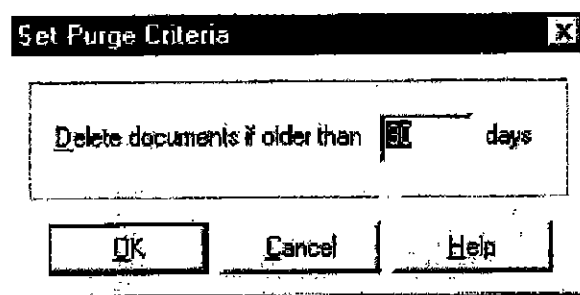 Set Purge Criteria
Delete documents if older than days
OK Cancel Help